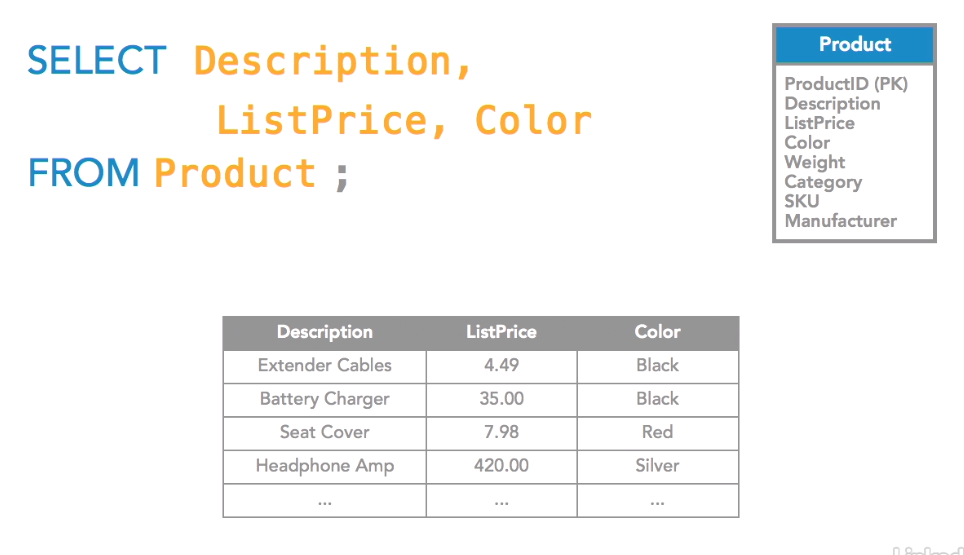 SELECT Description,
ListPrice, Color
FROM Product ;
Product
ProductID (PK)
Description
ListPrice
Color
Weight
Category
SKU
Manufacturer
Description ListPrice Color
Extender Cables 4.49 Black
Battery Charger 35.00 Black
Seat Cover 7.98 Red
Headphone Amp 420.00 Silver
... ... ...